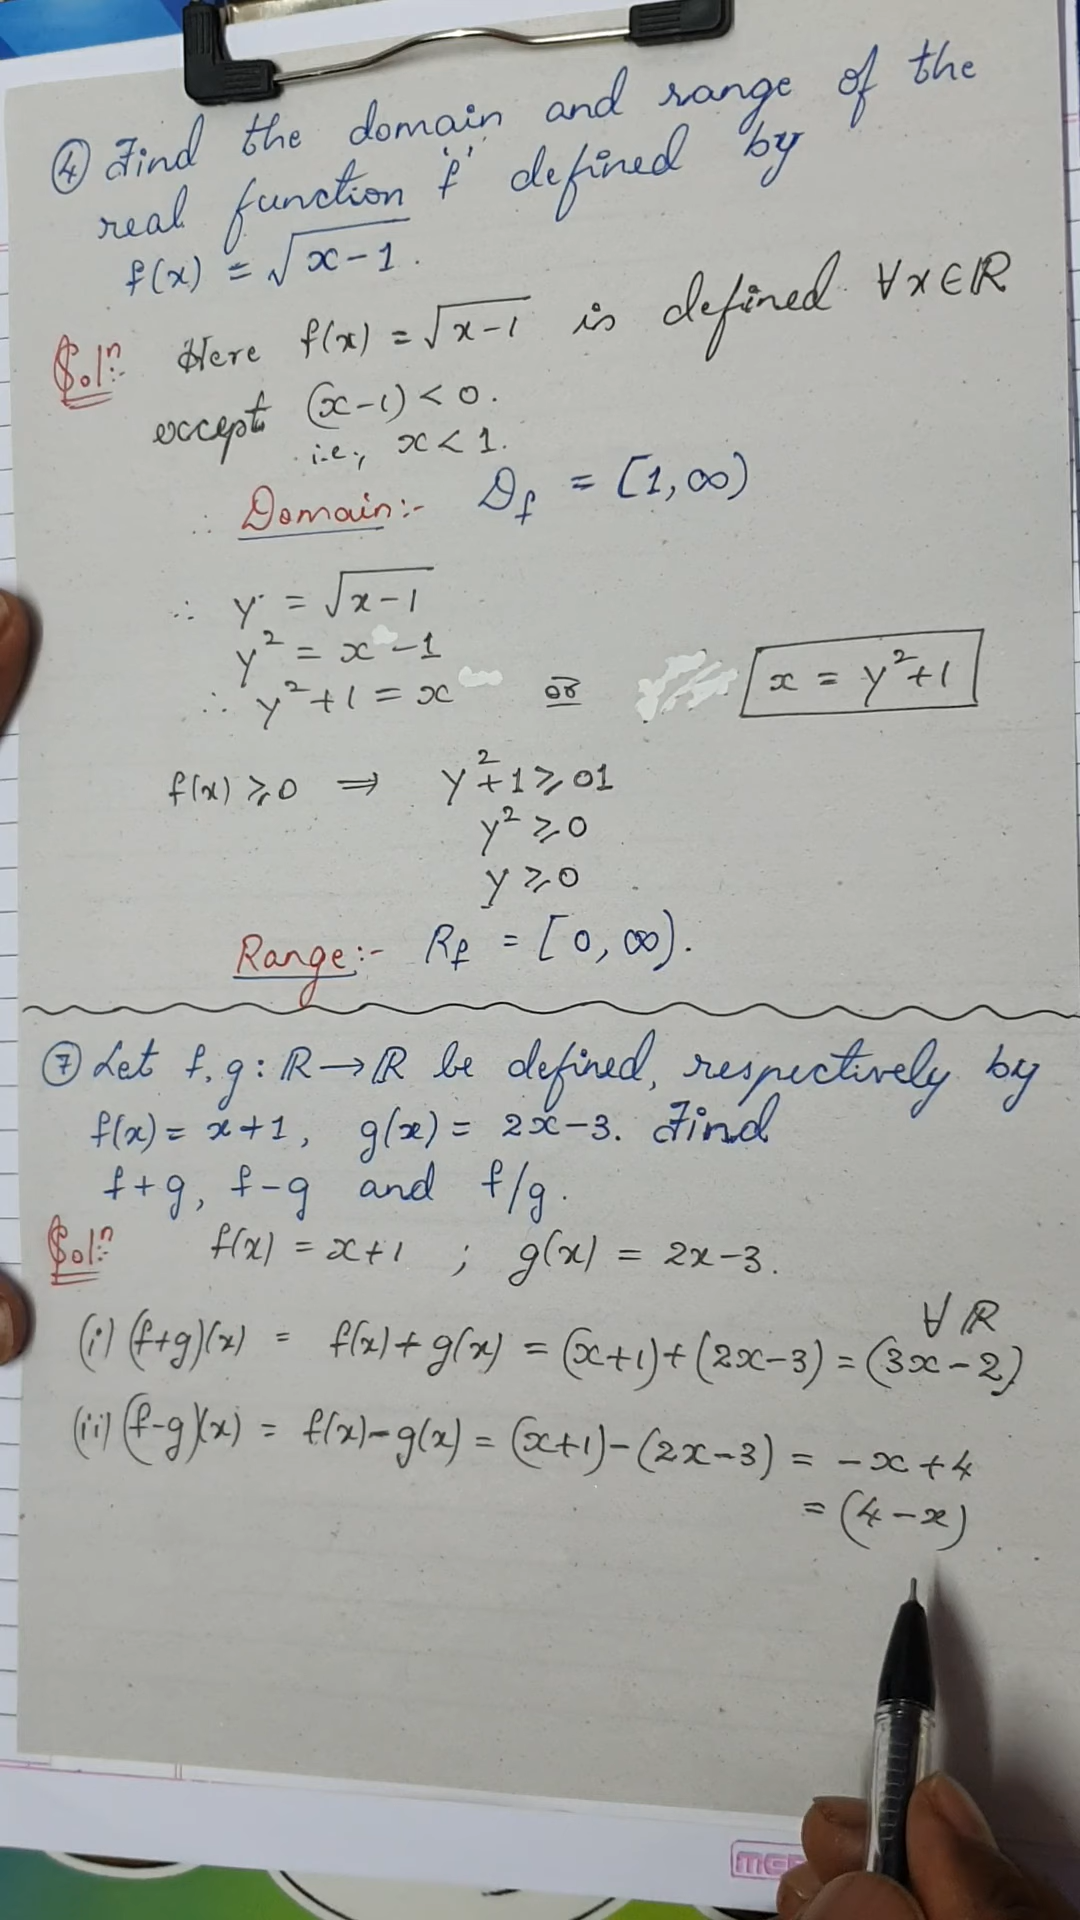 ④ Find the domain and range of the
real function 'f' defined by
f(x) = √x-1.
Solⁿ:- Here f(x) = √x-1 is defined ∀x∈ℝ
except (x-1) < 0.
i.e., x < 1.
∴ Domain:- D_f = [1, ∞)
∴ y = √x-1
y² = x - 1
∴ y² + 1 = x or x = y² + 1
f(x) ⩾ 0 ⇒ y² + 1 ⩾ 01
y² ⩾ 0
y ⩾ 0
Range:- R_f = [0, ∞).
⑦ Let f, g : ℝ → ℝ be defined, respectively by
f(x) = x+1, g(x) = 2x-3. Find
f+g, f-g and f/g.
Solⁿ:- f(x) = x+1 ; g(x) = 2x-3.
∀ ℝ
(i) (f+g)(x) = f(x)+g(x) = (x+1)+(2x-3) = (3x-2)
(ii) (f-g)(x) = f(x)-g(x) = (x+1)-(2x-3) = -x+4
= (4-x)